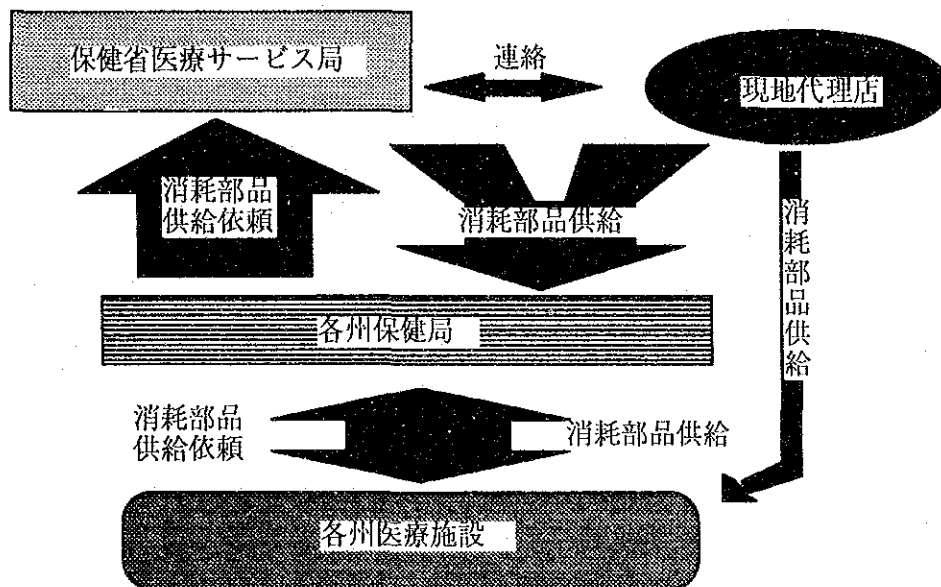 保健省医療サービス局
連絡
現地代理店
消耗部品
供給依頼
消耗部品供給
消耗部品供給
各州保健局
消耗部品
供給依頼
消耗部品供給
各州医療施設